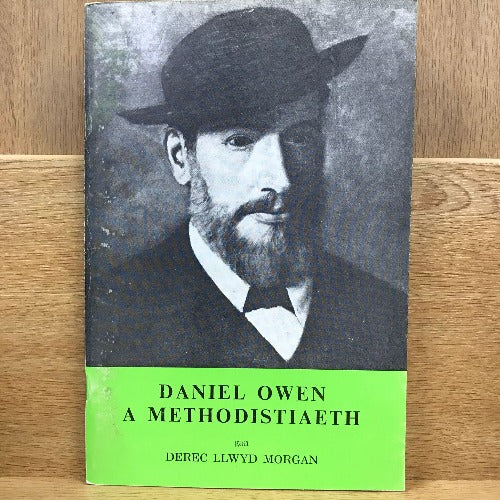 DANIEL OWEN
A METHODISTIAETH
gan
DEREC LLWYD MORGAN